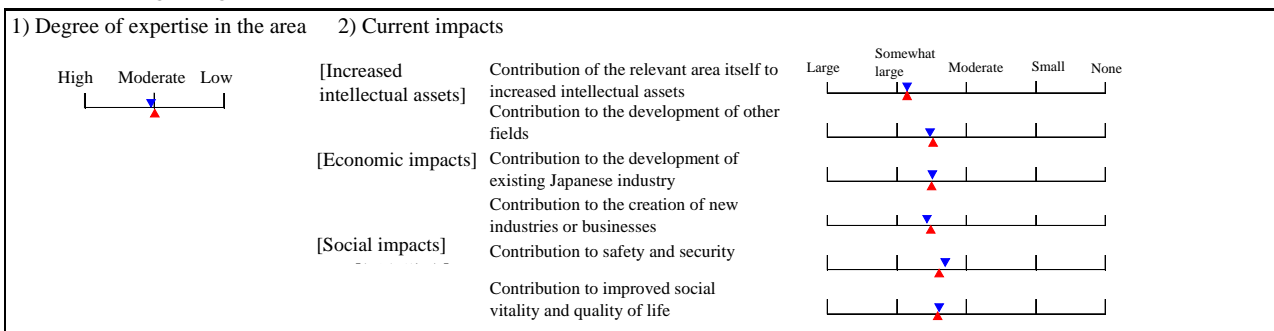 1) Degree of expertise in the area 2) Current impacts
High Moderate Low
[Increased
intellectual assets]
Contribution of the relevant area itself to
increased intellectual assets
Large
Somewhat
large
Moderate
Small
None
Contribution to the development of other
fields
[Economic impacts]
Contribution to the development of
existing Japanese industry
Contribution to the creation of new
industries or businesses
[Social impacts]
Contribution to safety and security
Contribution to improved social
vitality and quality of life